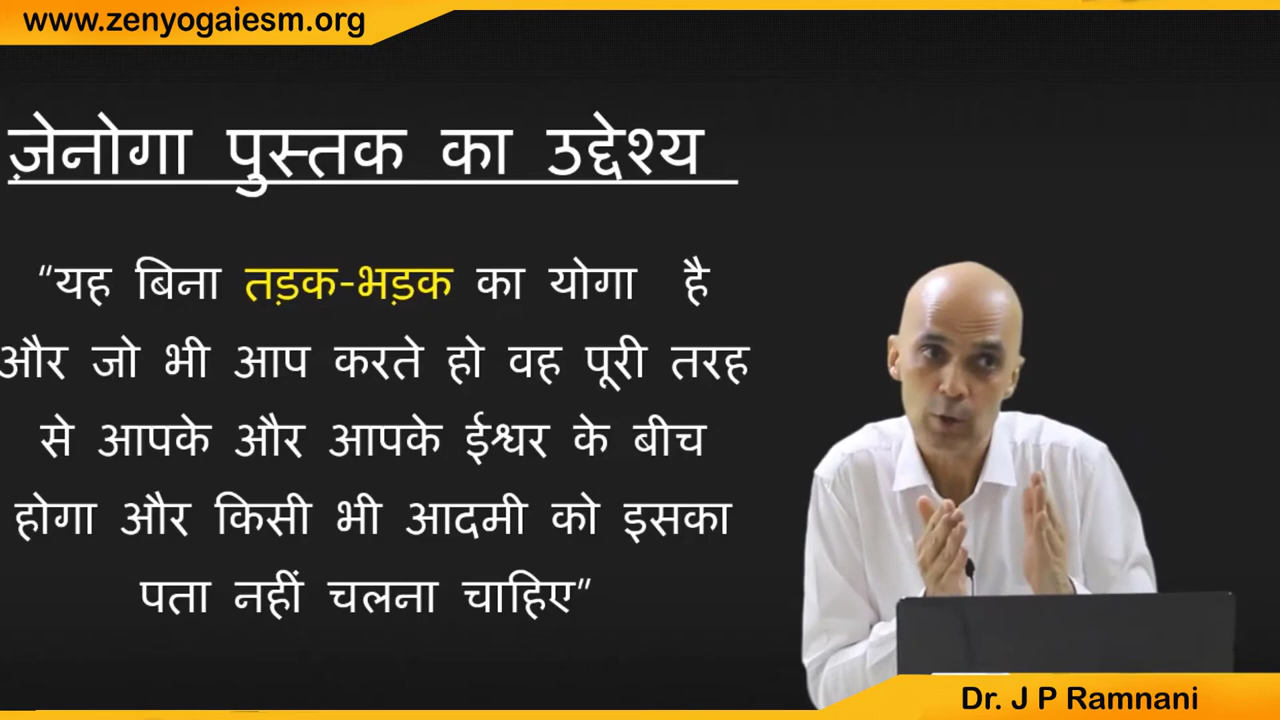 www.zenyogaiesm.org
ज़ेनोगा पुस्तक का उद्देश्य
“यह बिना तड़क-भड़क का योगा है
और जो भी आप करते हो वह पूरी तरह
से आपके और आपके ईश्वर के बीच
होगा और किसी भी आदमी को इसका
पता नहीं चलना चाहिए”
Dr. J P Ramnani